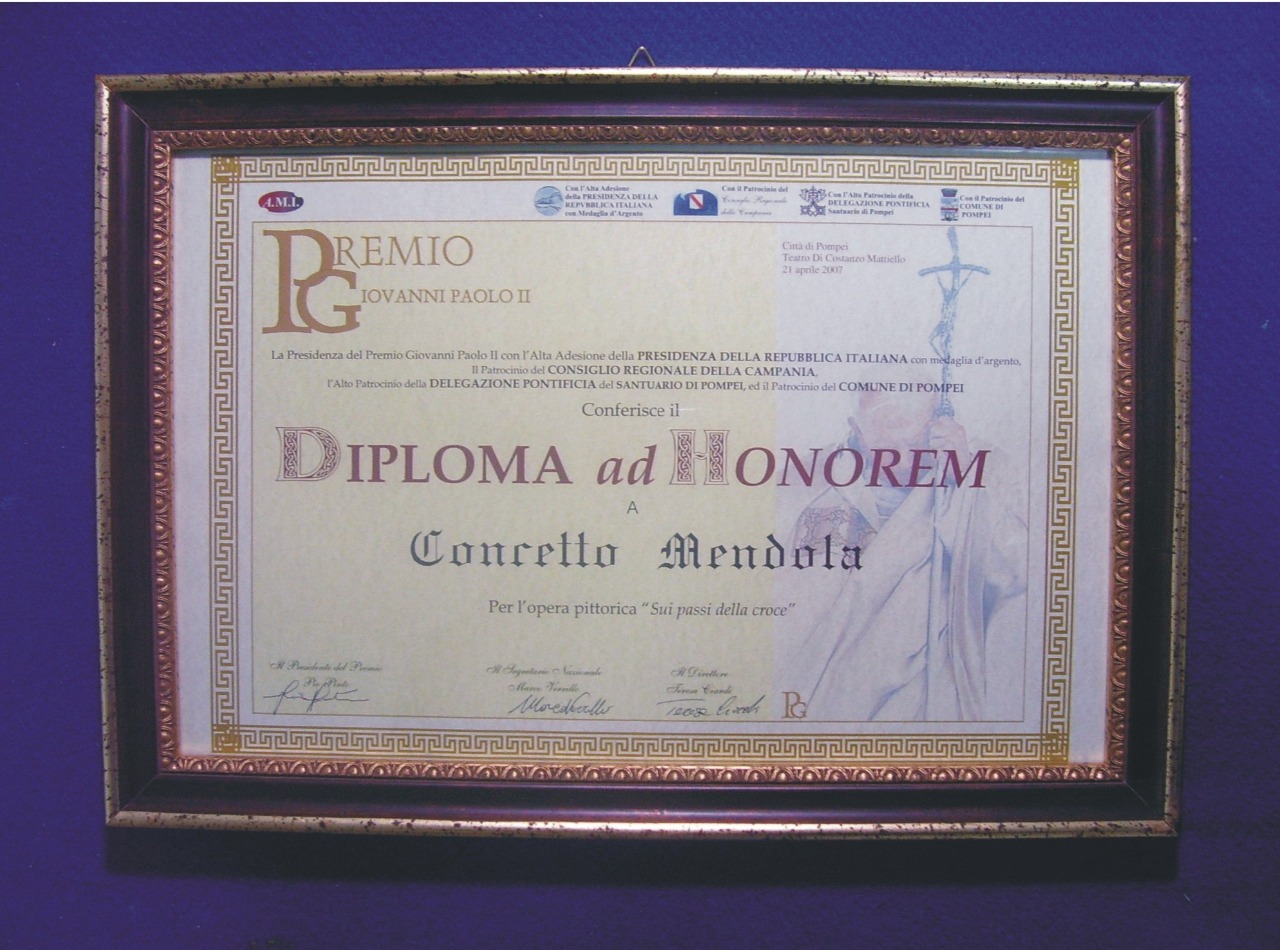 A.M.I.
Con l'Alta Adesione
della PRESIDENZA DELLA
REPVBBLICA ITALIANA
con Medaglia d'Argento
Con il Patrocinio del
Consiglio Regionale
della Campania
Con l'Alta Patrocinio della
DELEGAZIONE PONTIFICIA
Santuario di Pompei
Con il Patrocinio del
COMUNE DI
POMPEI
PREMIO
GIOVANNI PAOLO II
Città di Pompei
Teatro Di Costanzo Mattiello
21 aprile 2007
La Presidenza del Premio Giovanni Paolo II con l'Alta Adesione della PRESIDENZA DELLA REPUBBLICA ITALIANA con medaglia d'argento,
Il Patrocinio del CONSIGLIO REGIONALE DELLA CAMPANIA,
l'Alto Patrocinio della DELEGAZIONE PONTIFICIA del SANTUARIO DI POMPEI, ed il Patrocinio del COMUNE DI POMPEI
Conferisce il
DIPLOMA ad HONOREM
A
Concetto Mendola
Per l'opera pittorica "Sui passi della croce"
Il Presidente del Premio
Il Segretario Nazionale
Marco Vernillo
Il Direttore
Teresa Ciardi
PG